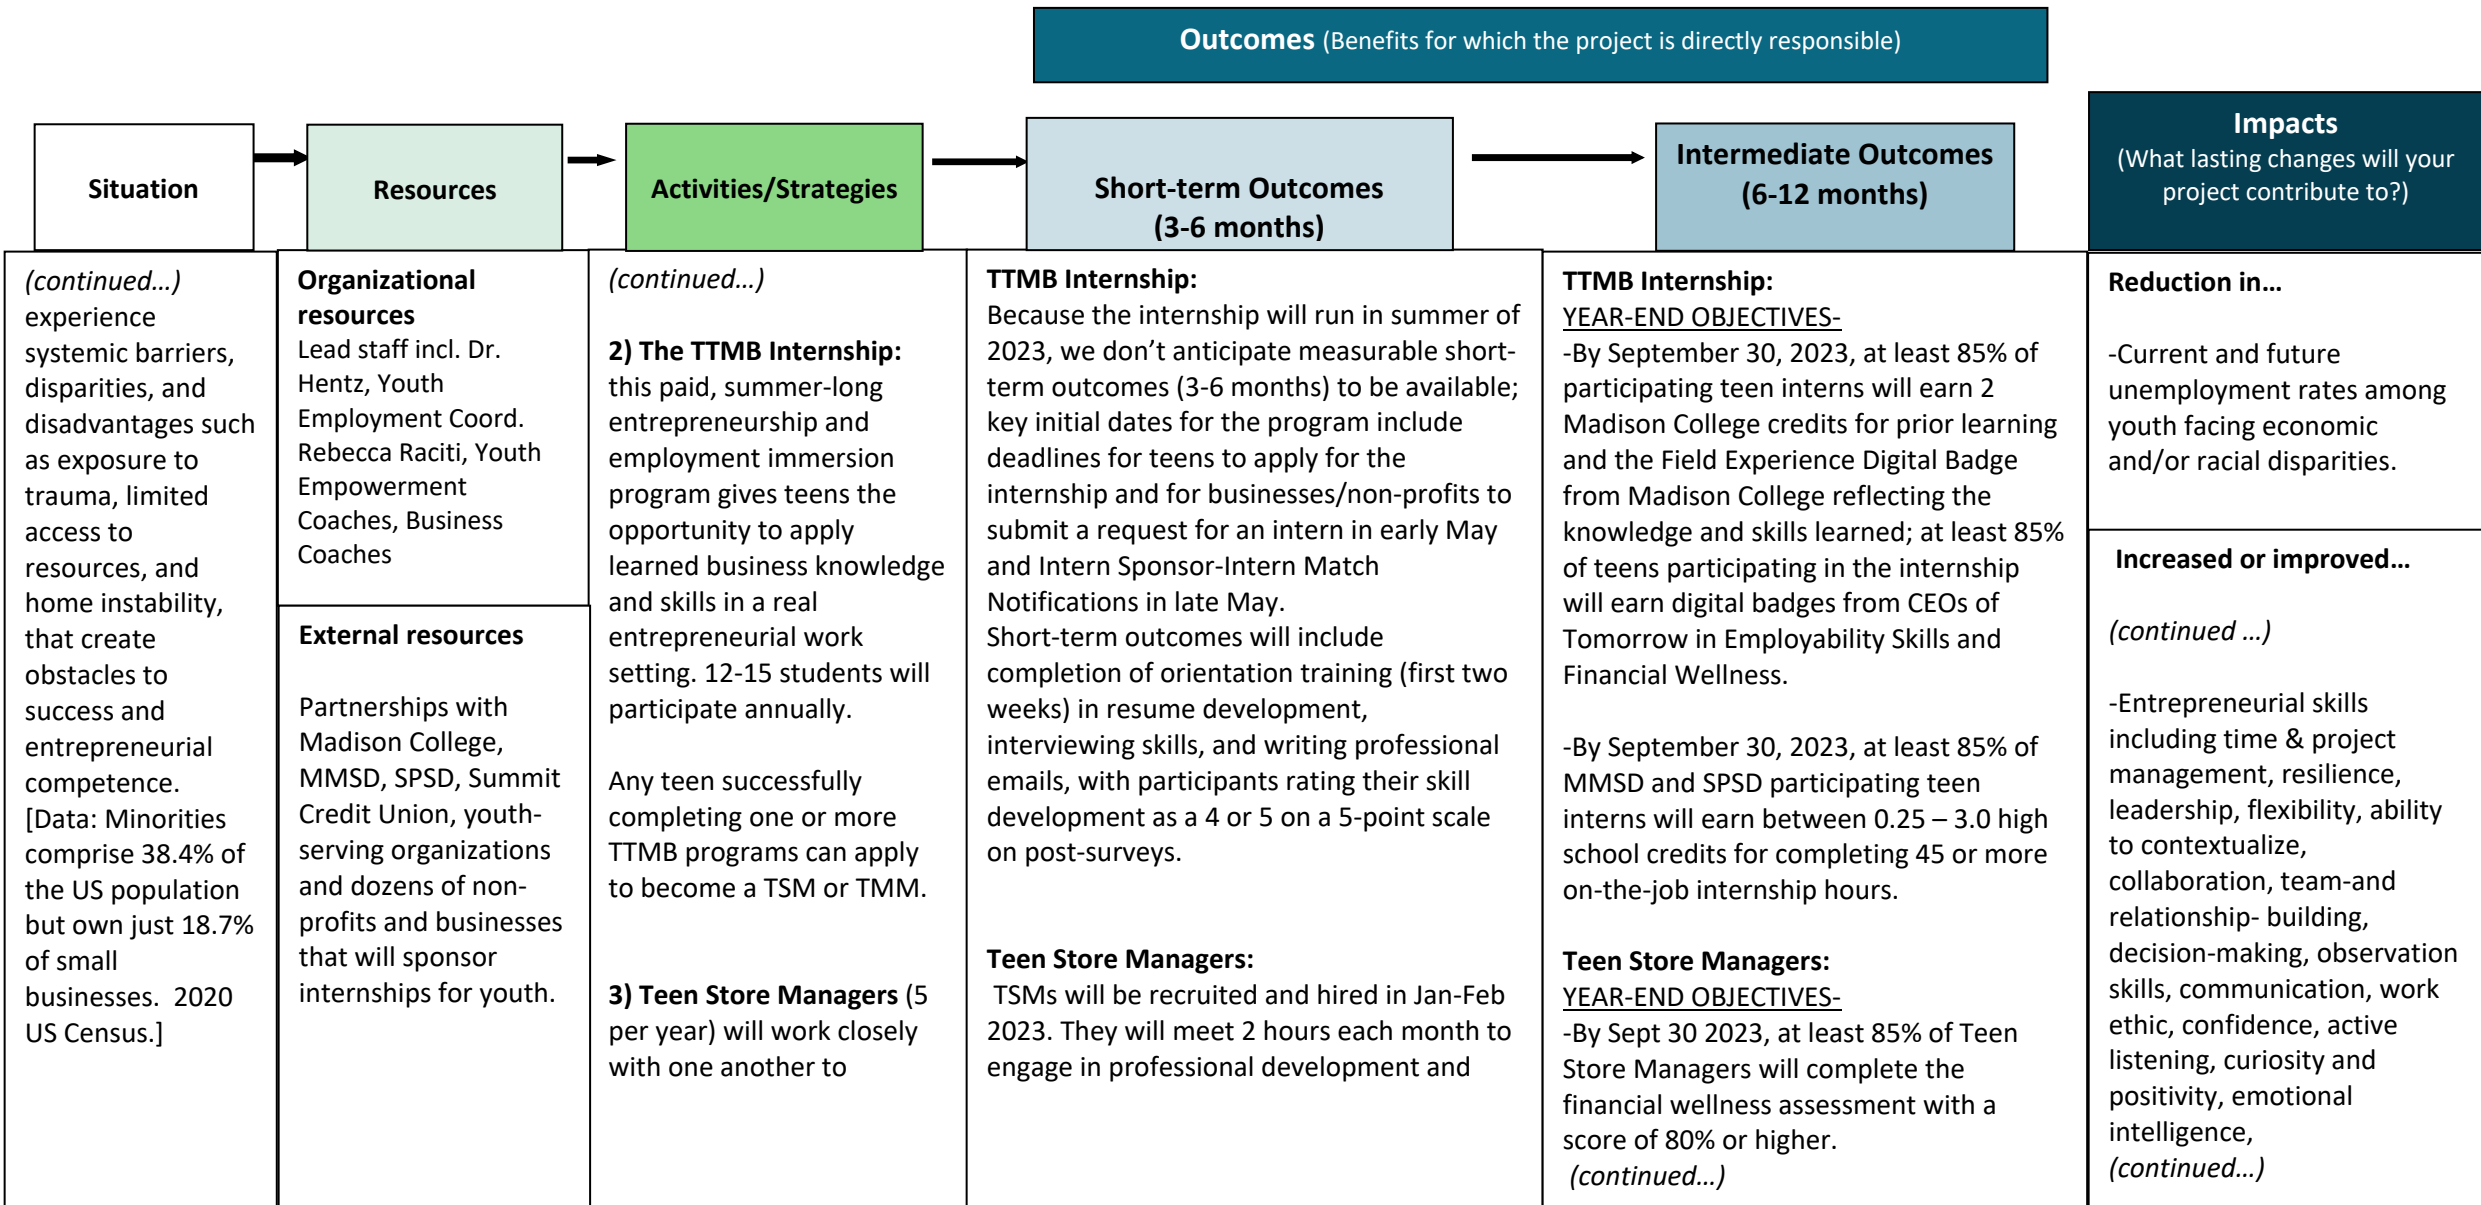 Outcomes (Benefits for which the project is directly responsible)
Situation
Resources
Activities/Strategies
Short-term Outcomes
(3-6 months)
Intermediate Outcomes
(6-12 months)
Impacts
(What lasting changes will your
project contribute to?)
(continued…)
experience
systemic barriers,
disparities, and
disadvantages such
as exposure to
trauma, limited
access to
resources, and
home instability,
that create
obstacles to
success and
entrepreneurial
competence.
[Data: Minorities
comprise 38.4% of
the US population
but own just 18.7%
of small
businesses.  2020
US Census.]
Organizational
resources
Lead staff incl. Dr.
Hentz, Youth
Employment Coord.
Rebecca Raciti, Youth
Empowerment
Coaches, Business
Coaches
External resources
Partnerships with
Madison College,
MMSD, SPSD, Summit
Credit Union, youth-
serving organizations
and dozens of non-
profits and businesses
that will sponsor
internships for youth.
(continued…)
2) The TTMB Internship:
this paid, summer-long
entrepreneurship and
employment immersion
program gives teens the
opportunity to apply
learned business knowledge
and skills in a real
entrepreneurial work
setting. 12-15 students will
participate annually.
Any teen successfully
completing one or more
TTMB programs can apply
to become a TSM or TMM.
3) Teen Store Managers (5
per year) will work closely
with one another to
TTMB Internship:
Because the internship will run in summer of
2023, we don’t anticipate measurable short-
term outcomes (3-6 months) to be available;
key initial dates for the program include
deadlines for teens to apply for the
internship and for businesses/non-profits to
submit a request for an intern in early May
and Intern Sponsor-Intern Match
Notifications in late May.
Short-term outcomes will include
completion of orientation training (first two
weeks) in resume development,
interviewing skills, and writing professional
emails, with participants rating their skill
development as a 4 or 5 on a 5-point scale
on post-surveys.
Teen Store Managers:
TSMs will be recruited and hired in Jan-Feb
2023. They will meet 2 hours each month to
engage in professional development and
TTMB Internship:
YEAR-END OBJECTIVES-
-By September 30, 2023, at least 85% of
participating teen interns will earn 2
Madison College credits for prior learning
and the Field Experience Digital Badge
from Madison College reflecting the
knowledge and skills learned; at least 85%
of teens participating in the internship
will earn digital badges from CEOs of
Tomorrow in Employability Skills and
Financial Wellness.
-By September 30, 2023, at least 85% of
MMSD and SPSD participating teen
interns will earn between 0.25 – 3.0 high
school credits for completing 45 or more
on-the-job internship hours.
Teen Store Managers:
YEAR-END OBJECTIVES-
-By Sept 30 2023, at least 85% of Teen
Store Managers will complete the
financial wellness assessment with a
score of 80% or higher.
(continued…)
Reduction in…
-Current and future
unemployment rates among
youth facing economic
and/or racial disparities.
Increased or improved…
(continued …)
-Entrepreneurial skills
including time & project
management, resilience,
leadership, flexibility, ability
to contextualize,
collaboration, team-and
relationship- building,
decision-making, observation
skills, communication, work
ethic, confidence, active
listening, curiosity and
positivity, emotional
intelligence,
(continued…)